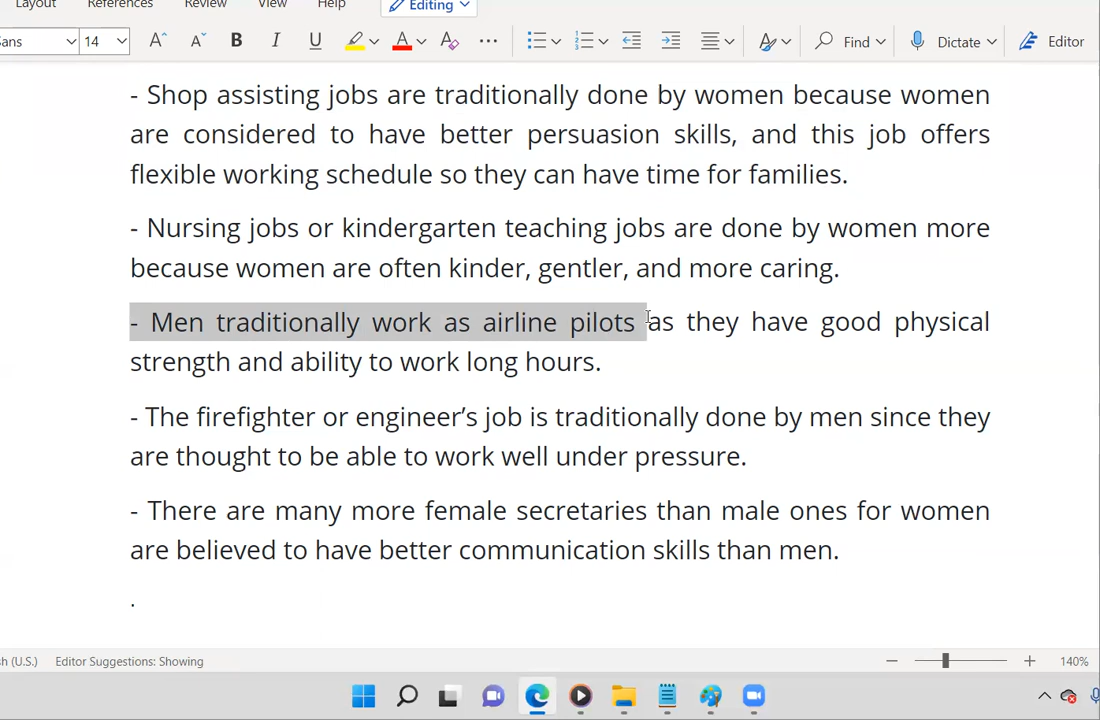 Layout References Review View Help Editing
Sans 14 A A B I U A Find Dictate Editor
- Shop assisting jobs are traditionally done by women because women
are considered to have better persuasion skills, and this job offers
flexible working schedule so they can have time for families.
- Nursing jobs or kindergarten teaching jobs are done by women more
because women are often kinder, gentler, and more caring.
- Men traditionally work as airline pilots as they have good physical
strength and ability to work long hours.
- The firefighter or engineer’s job is traditionally done by men since they
are thought to be able to work well under pressure.
- There are many more female secretaries than male ones for women
are believed to have better communication skills than men.
.
sh (U.S.) Editor Suggestions: Showing 140%